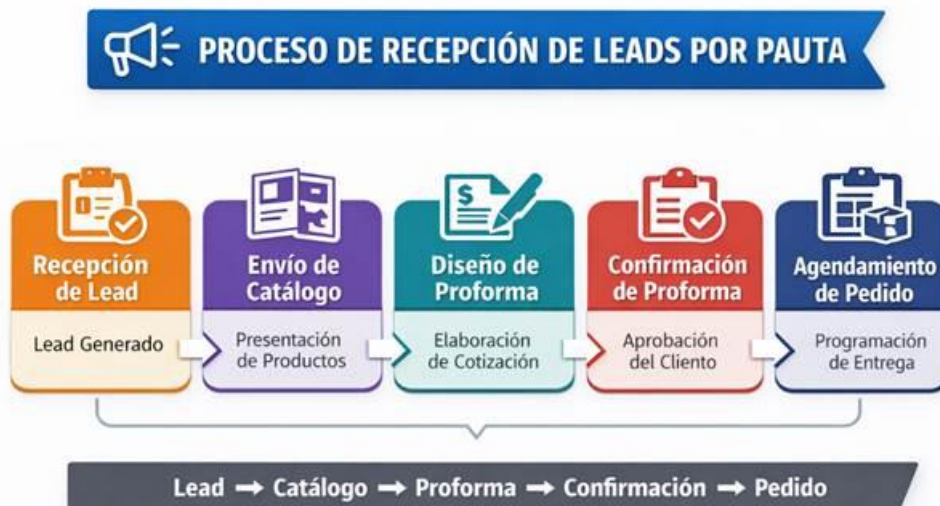 PROCESO DE RECEPCIÓN DE LEADS POR PAUTA
Recepción
de Lead
Lead Generado
Envío de
Catálogo
Presentación
de Productos
$
Diseño de
Proforma
Elaboración
de Cotización
Confirmación
de Proforma
Aprobación
del Cliente
Agendamiento
de Pedido
Programación
de Entrega
Lead → Catálogo → Proforma → Confirmación → Pedido